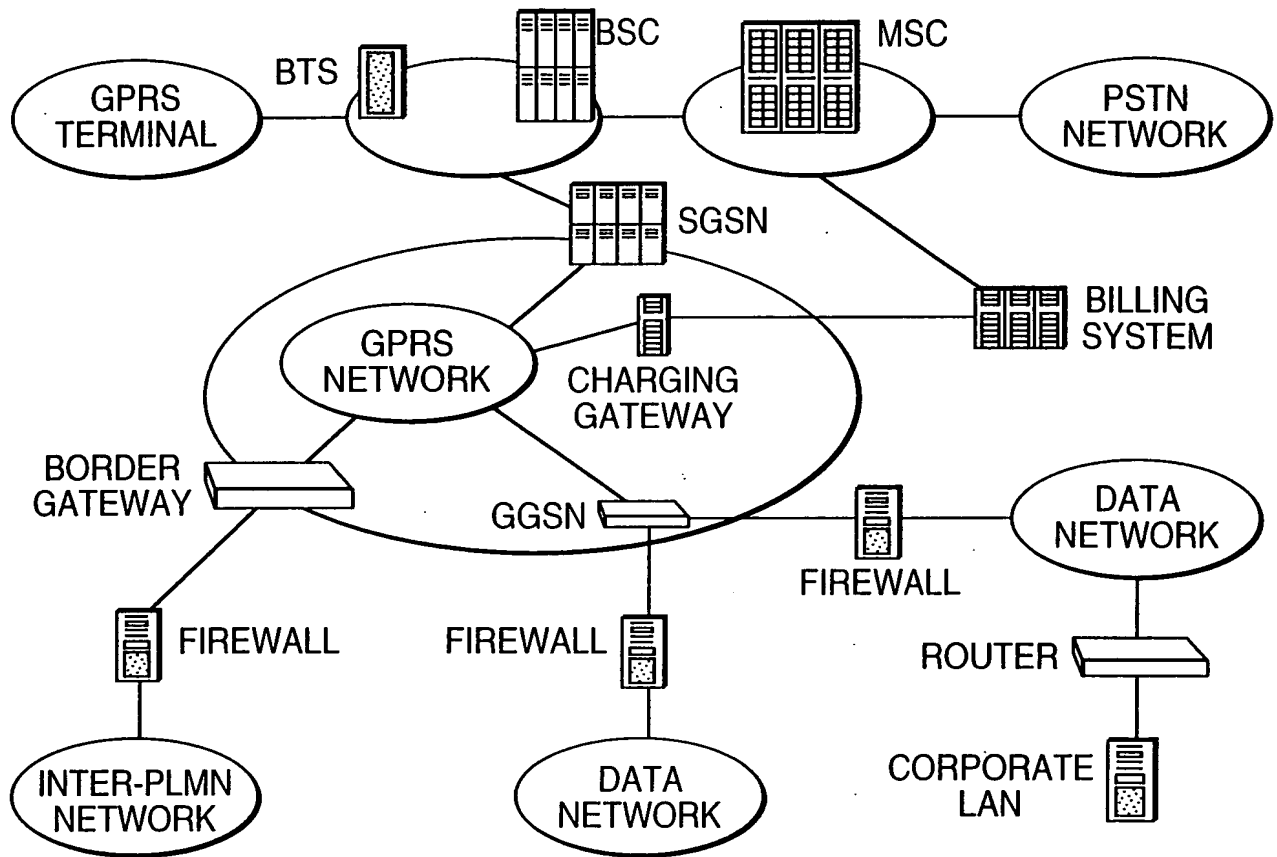 BSC
MSC
BTS
GPRS
TERMINAL
PSTN
NETWORK
SGSN
BILLING
SYSTEM
GPRS
NETWORK
CHARGING
GATEWAY
BORDER
GATEWAY
GGSN
DATA
NETWORK
FIREWALL
FIREWALL
FIREWALL
ROUTER
INTER-PLMN
NETWORK
DATA
NETWORK
CORPORATE
LAN